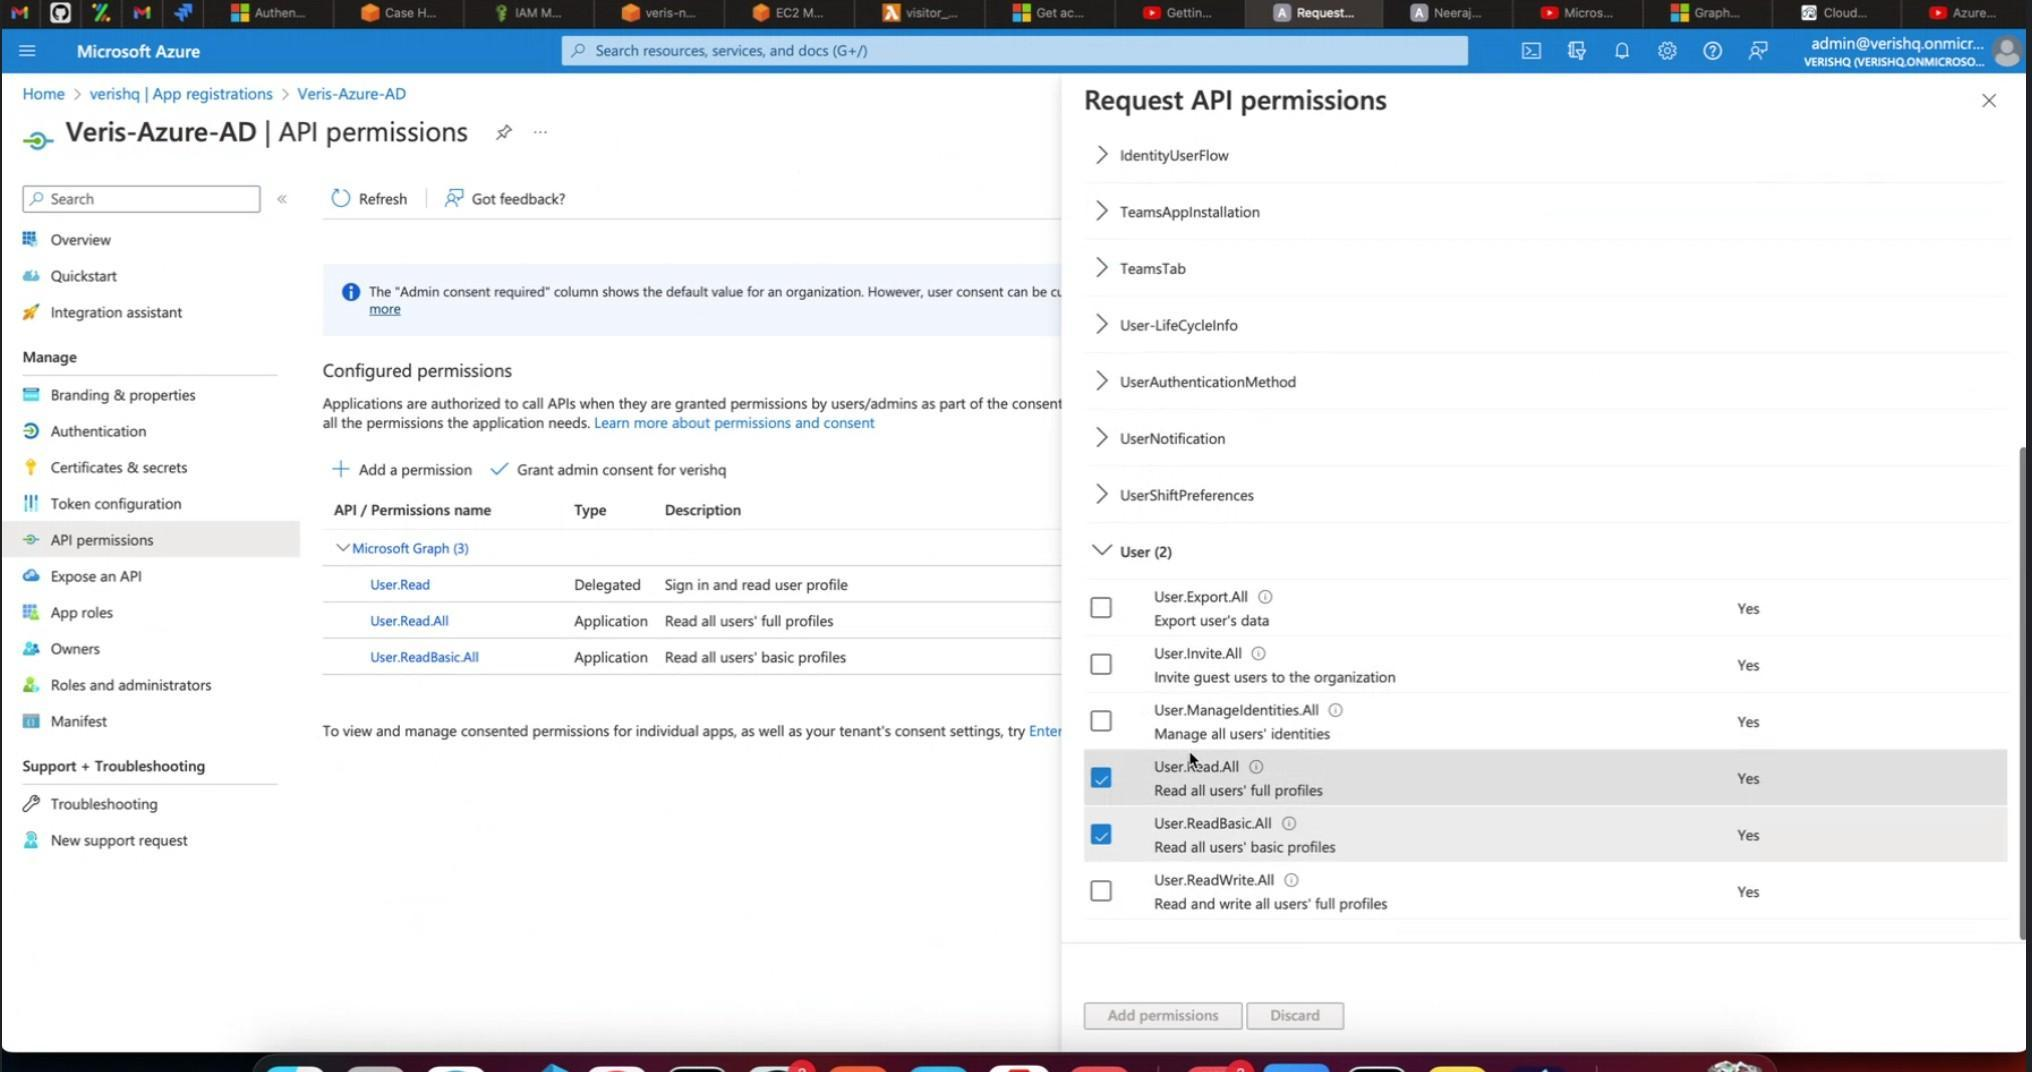 Authen...
Case H...
IAM M...
veris-n...
EC2 M...
visitor_...
Get ac...
Gettin...
Request...
Neeraj...
Micros...
Graph...
Cloud...
Azure...
Microsoft Azure
Search resources, services, and docs (G+/)
admin@verishq.onmicr...
VERISHQ (VERISHQ.ONMICROSO...
Home > verishq | App registrations > Veris-Azure-AD
Veris-Azure-AD | API permissions
...
Search
«
Overview
Quickstart
Integration assistant
Manage
Branding & properties
Authentication
Certificates & secrets
Token configuration
API permissions
Expose an API
App roles
Owners
Roles and administrators
Manifest
Support + Troubleshooting
Troubleshooting
New support request
Refresh
Got feedback?
The "Admin consent required" column shows the default value for an organization. However, user consent can be cu
more
Configured permissions
Applications are authorized to call APIs when they are granted permissions by users/admins as part of the consent
all the permissions the application needs. Learn more about permissions and consent
Add a permission
Grant admin consent for verishq
API / Permissions name Type Description
Microsoft Graph (3)
User.Read Delegated Sign in and read user profile
User.Read.All Application Read all users' full profiles
User.ReadBasic.All Application Read all users' basic profiles
To view and manage consented permissions for individual apps, as well as your tenant's consent settings, try Enter
Request API permissions
IdentityUserFlow
TeamsAppInstallation
TeamsTab
User-LifeCycleInfo
UserAuthenticationMethod
UserNotification
UserShiftPreferences
User (2)
User.Export.All
Export user's data
Yes
User.Invite.All
Invite guest users to the organization
Yes
User.ManageIdentities.All
Manage all users' identities
Yes
User.Read.All
Read all users' full profiles
Yes
User.ReadBasic.All
Read all users' basic profiles
Yes
User.ReadWrite.All
Read and write all users' full profiles
Yes
Add permissions
Discard